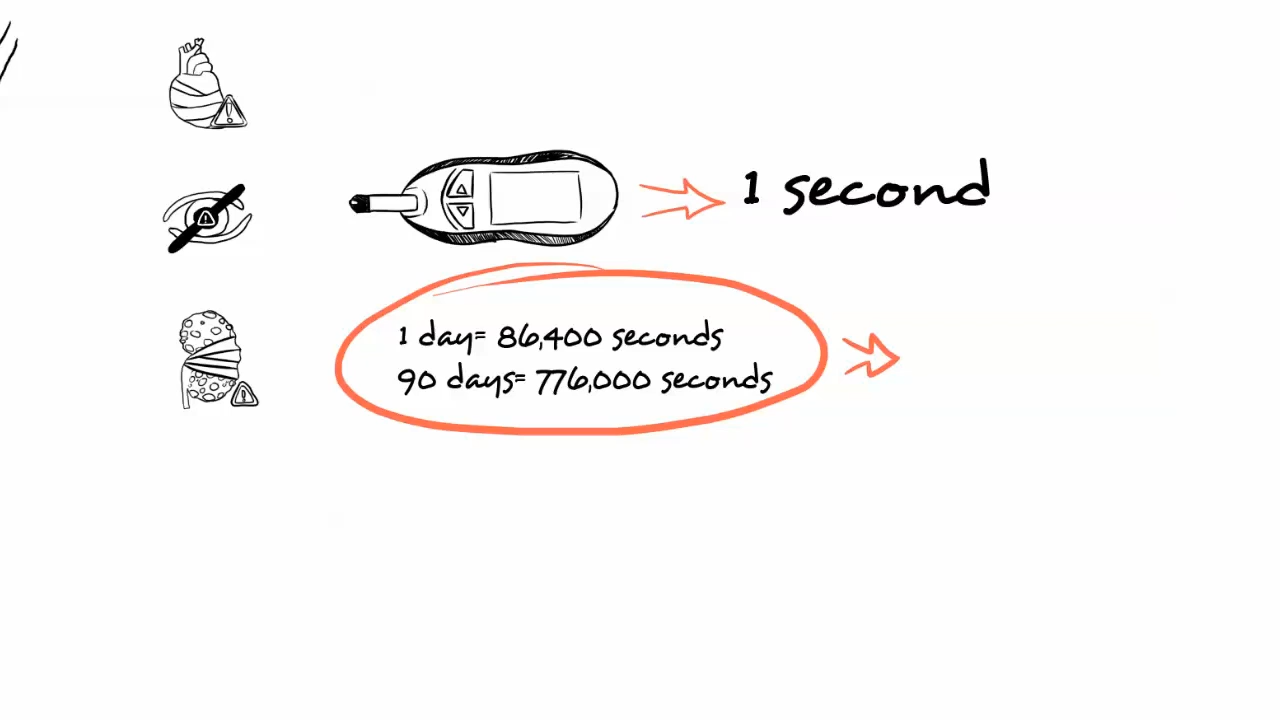 1 second
1 day= 86,400 seconds
90 days= 776,000 seconds